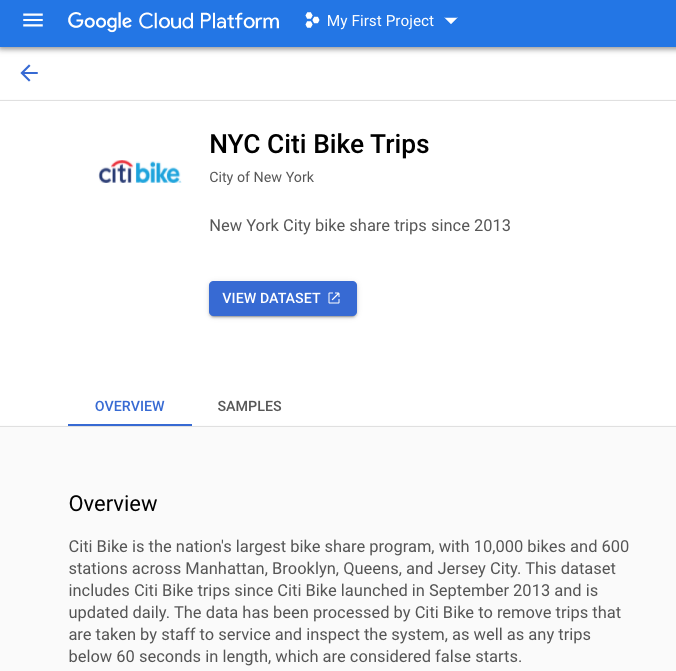 Google Cloud Platform My First Project
NYC Citi Bike Trips
citi bike
City of New York
New York City bike share trips since 2013
VIEW DATASET
OVERVIEW SAMPLES
Overview
Citi Bike is the nation's largest bike share program, with 10,000 bikes and 600
stations across Manhattan, Brooklyn, Queens, and Jersey City. This dataset
includes Citi Bike trips since Citi Bike launched in September 2013 and is
updated daily. The data has been processed by Citi Bike to remove trips that
are taken by staff to service and inspect the system, as well as any trips
below 60 seconds in length, which are considered false starts.